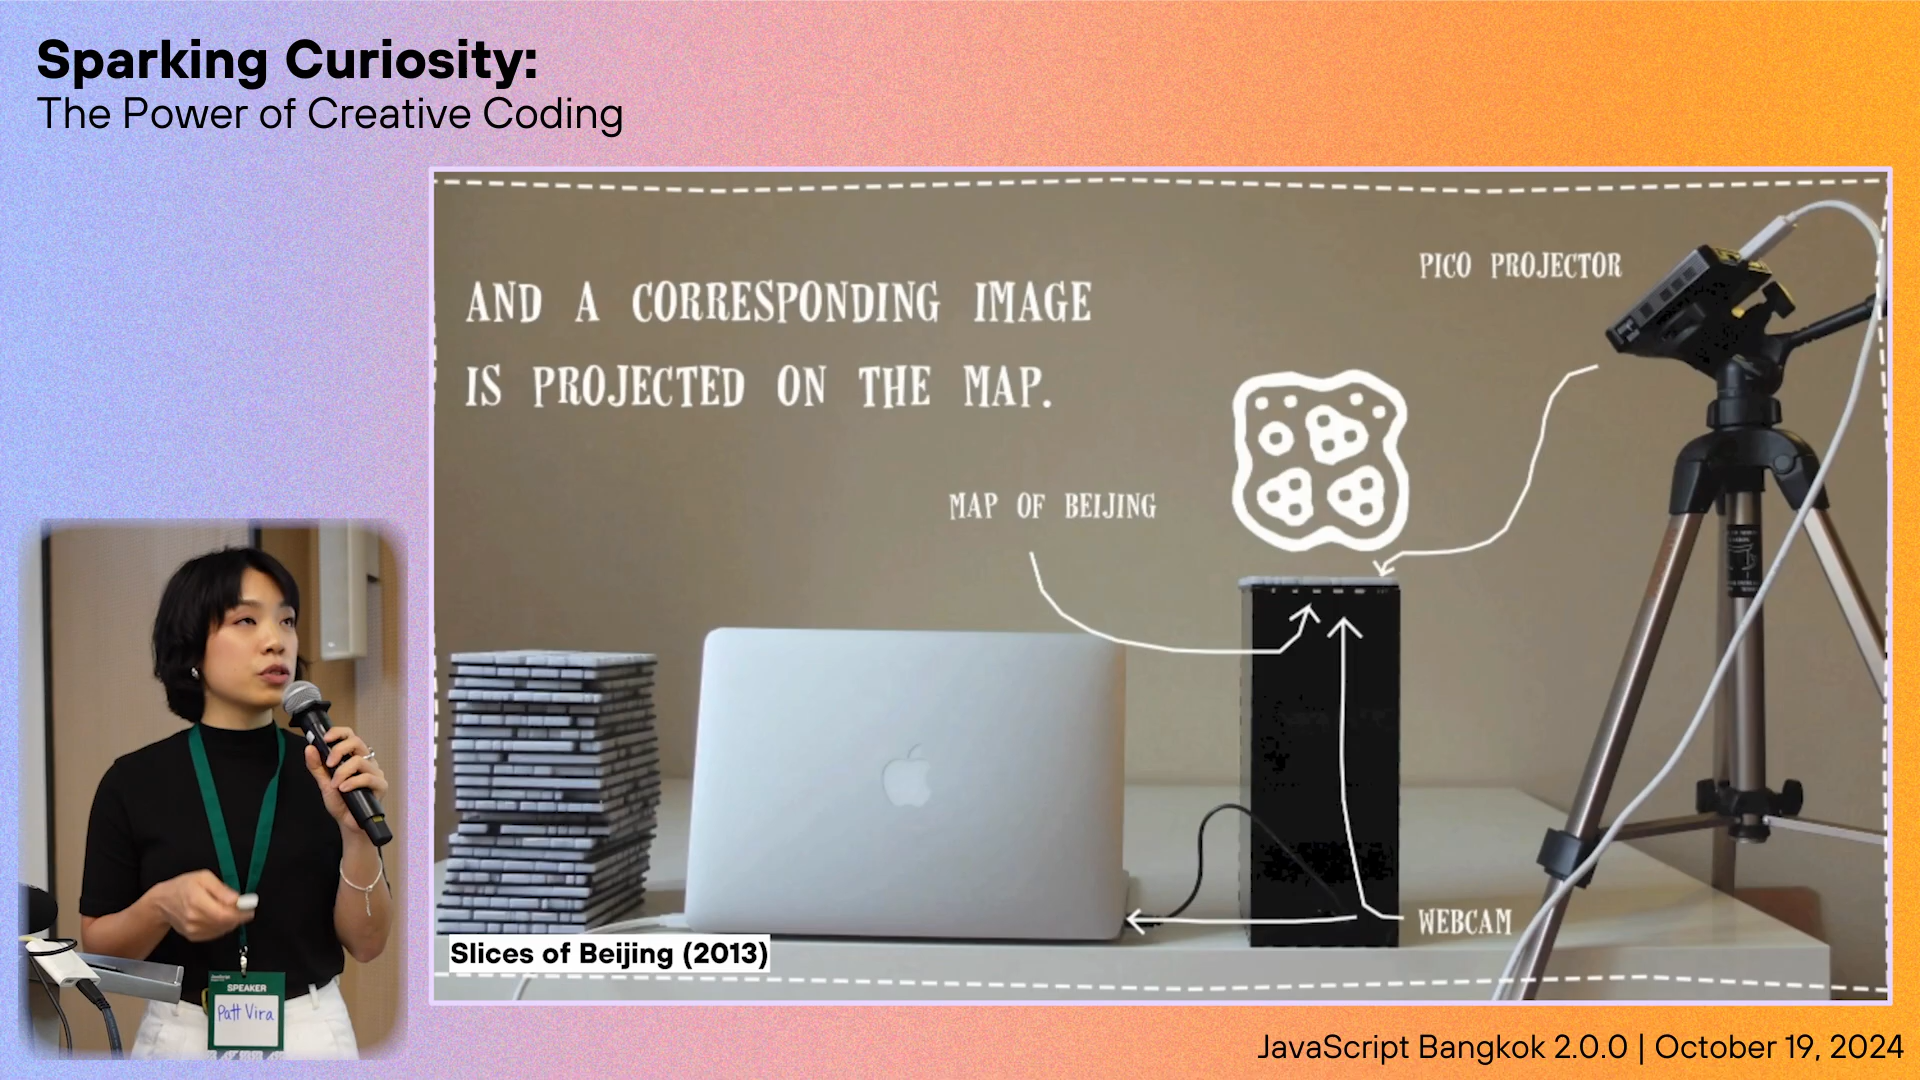 Sparking Curiosity:
The Power of Creative Coding
AND A CORRESPONDING IMAGE
IS PROJECTED ON THE MAP.
PICO PROJECTOR
MAP OF BEIJING
WEBCAM
Slices of Beijing (2013)
SPEAKER
Patt Vira
JavaScript Bangkok 2.0.0 | October 19, 2024